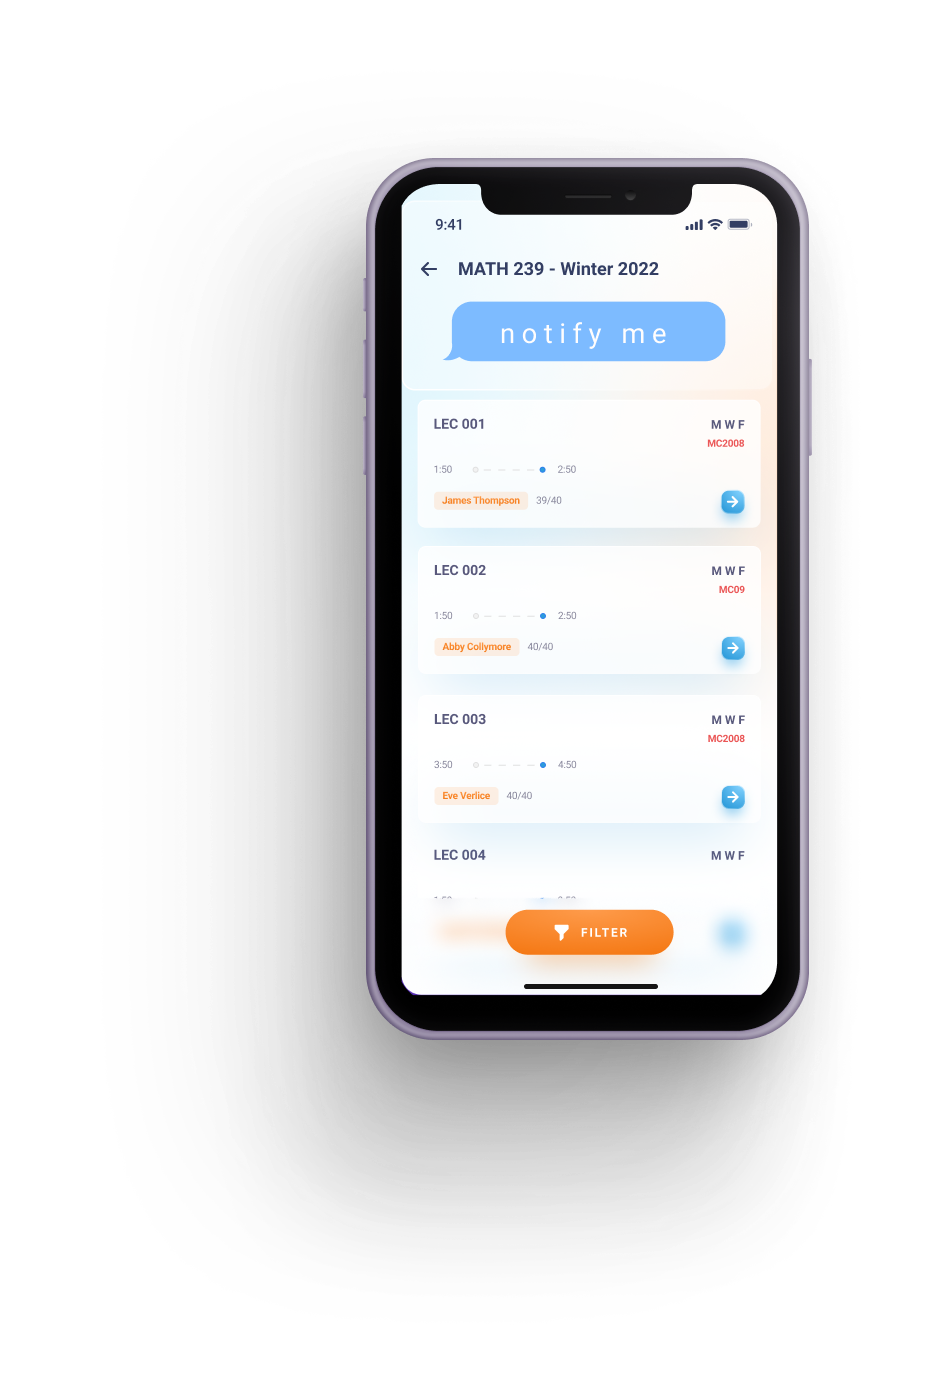 9:41
MATH 239 - Winter 2022
notify me
LEC 001 M W F
MC2008
1:50 2:50
James Thompson 39/40
LEC 002 M W F
MC09
1:50 2:50
Abby Collymore 40/40
LEC 003 M W F
MC2008
3:50 4:50
Eve Verlice 40/40
LEC 004 M W F
FILTER